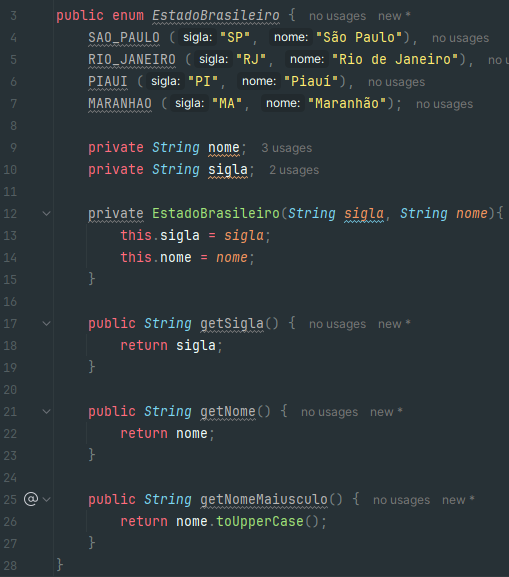 3 public enum EstadoBrasileiro { no usages new *
4 SAO_PAULO ( sigla: "SP", nome: "São Paulo"), no usages
5 RIO_JANEIRO ( sigla: "RJ", nome: "Rio de Janeiro"), no u
6 PIAUI ( sigla: "PI", nome: "Piauí"), no usages
7 MARANHAO ( sigla: "MA", nome: "Maranhão"); no usages
8
9 private String nome; 3 usages
10 private String sigla; 2 usages
11
12 private EstadoBrasileiro(String sigla, String nome){
13 this.sigla = sigla;
14 this.nome = nome;
15 }
16
17 public String getSigla() { no usages new *
18 return sigla;
19 }
20
21 public String getNome() { no usages new *
22 return nome;
23 }
24
25 @ public String getNomeMaiusculo() { no usages new *
26 return nome.toUpperCase();
27 }
28 }